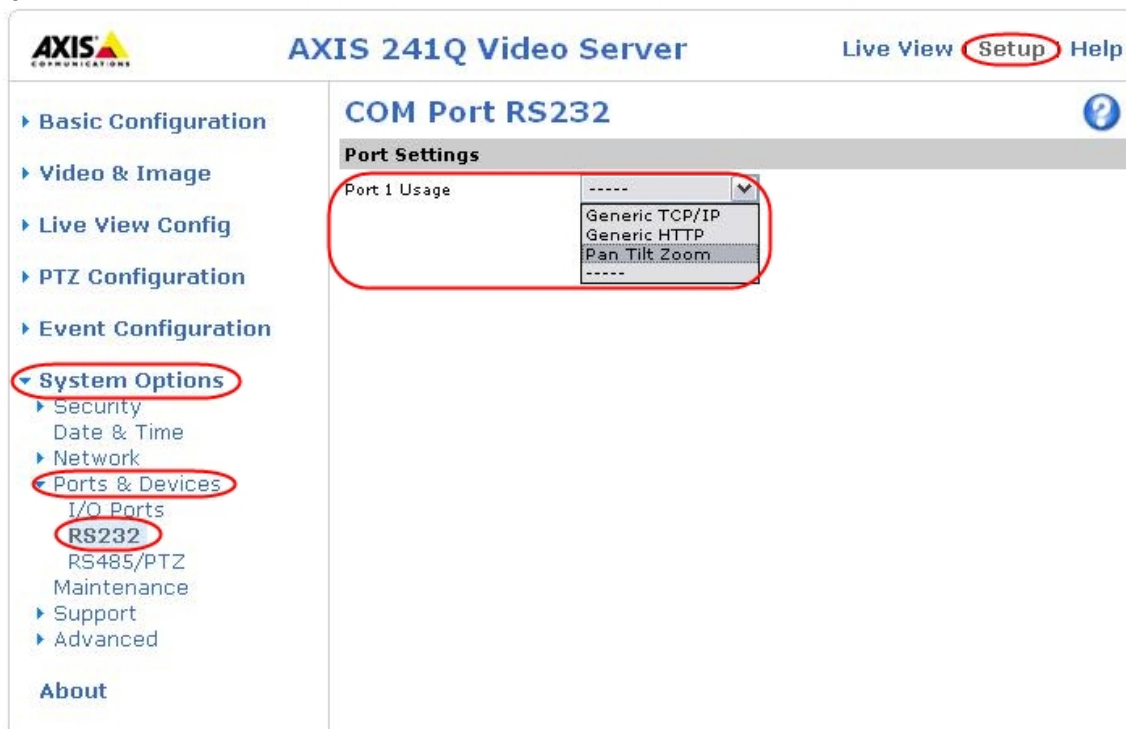 AXIS
COMMUNICATIONS
AXIS 241Q Video Server
Live View Setup Help
Basic Configuration
Video & Image
Live View Config
PTZ Configuration
Event Configuration
System Options
Security
Date & Time
Network
Ports & Devices
I/O Ports
RS232
RS485/PTZ
Maintenance
Support
Advanced
About
COM Port RS232
?
Port Settings
Port 1 Usage -----
Generic TCP/IP
Generic HTTP
Pan Tilt Zoom
-----